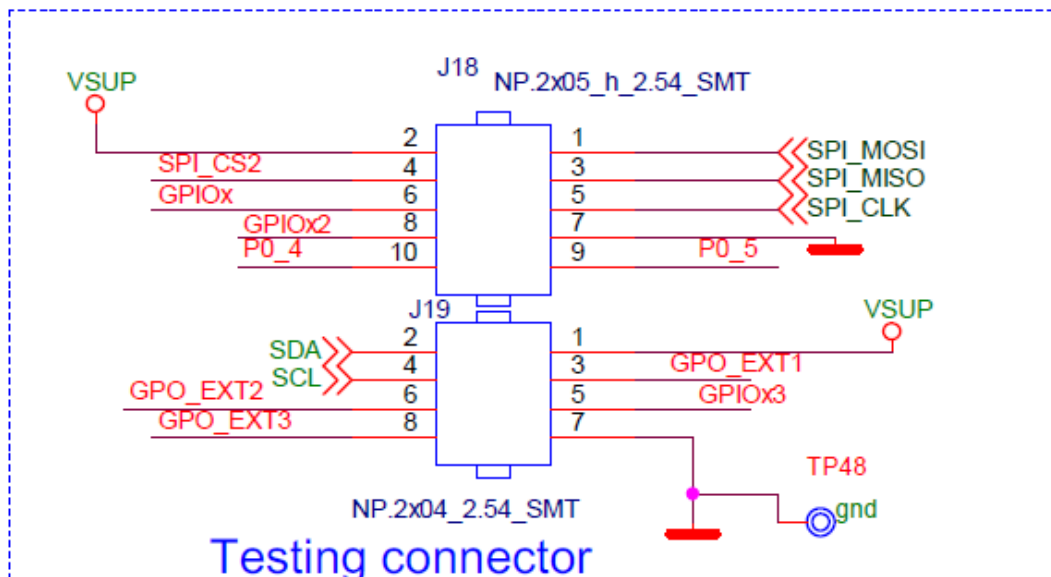 J18 NP.2x05_h_2.54_SMT
VSUP
2 1 SPI_MOSI
SPI_CS2 4 3 SPI_MISO
GPIOx 6 5 SPI_CLK
GPIOx2 8 7
P0_4 10 9 P0_5
J19 VSUP
SDA 2 1
SCL 4 3 GPO_EXT1
GPO_EXT2 6 5 GPIOx3
GPO_EXT3 8 7
TP48
NP.2x04_2.54_SMT gnd
Testing connector